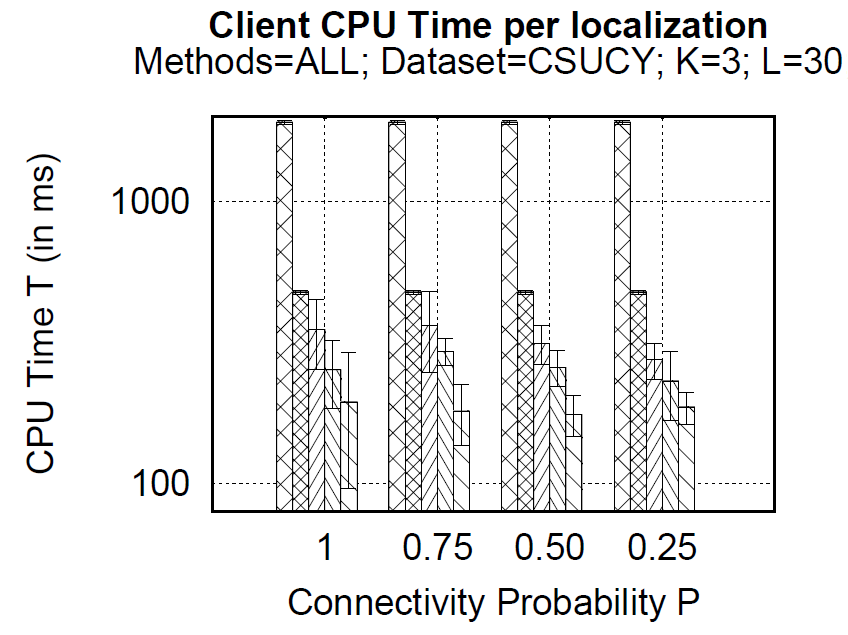 Client CPU Time per localization
Methods=ALL; Dataset=CSUCY; K=3; L=30
CPU Time T (in ms)
1000
100
1 0.75 0.50 0.25
Connectivity Probability P